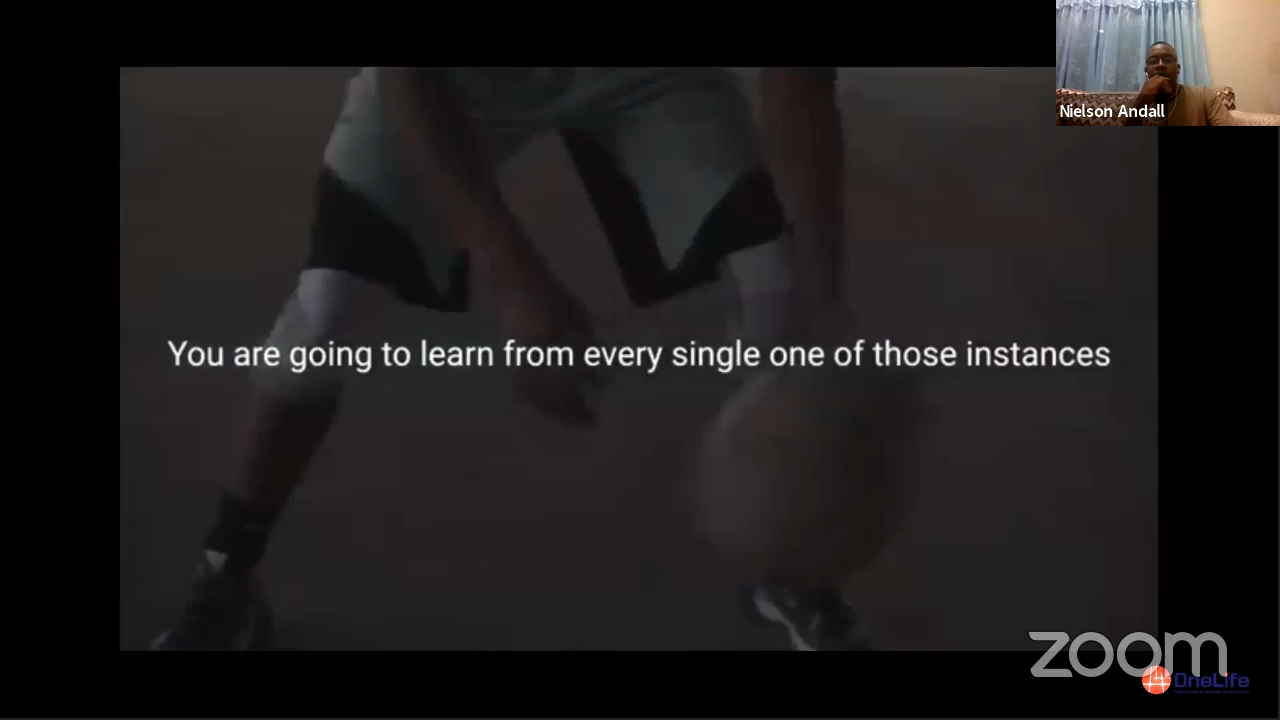 Nielson Andall
You are going to learn from every single one of those instances
zoom
OneLife